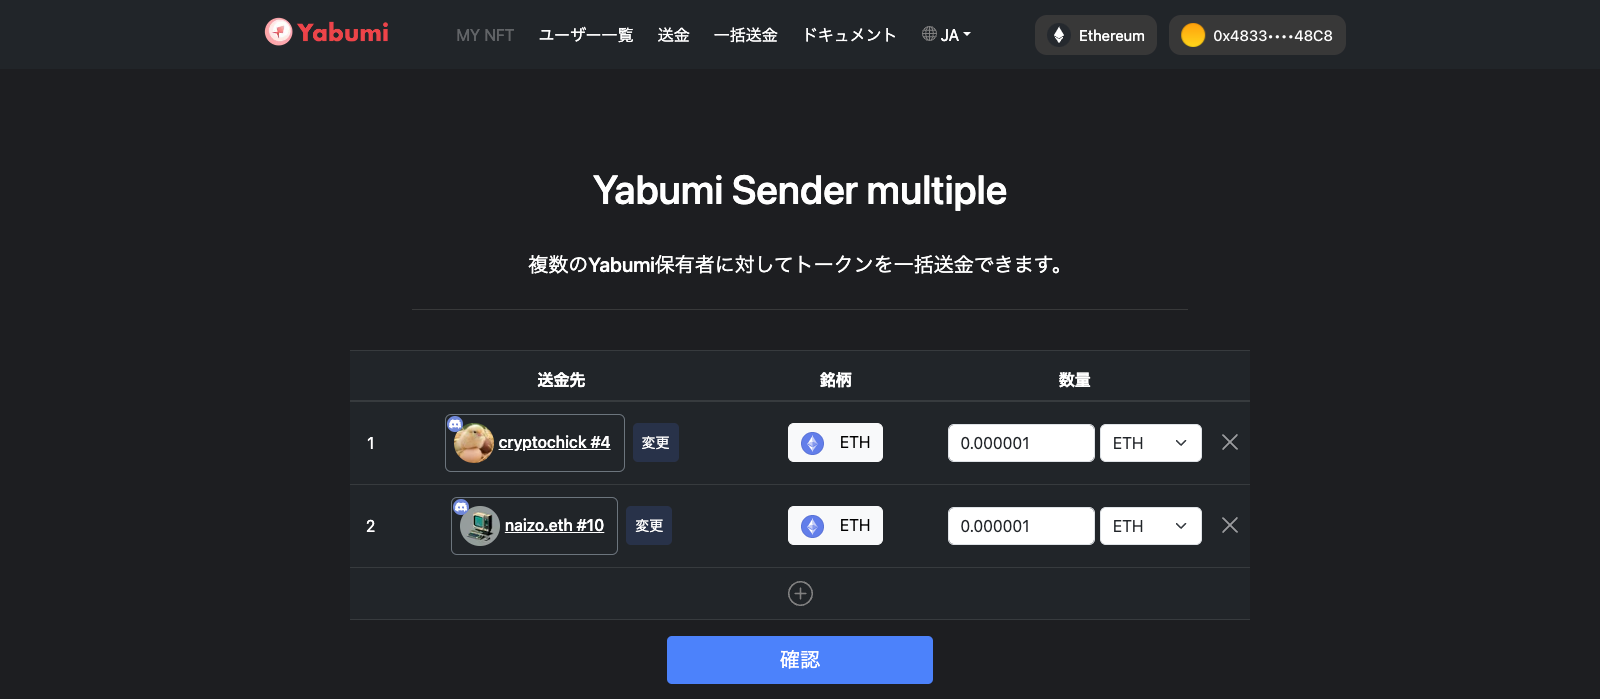 Yabumi MY NFT ユーザー一覧 送金 一括送金 ドキュメント JA Ethereum 0x4833••••48C8
Yabumi Sender multiple
複数のYabumi保有者に対してトークンを一括送金できます。
送金先 銘柄 数量
1 cryptochick #4 変更 ETH 0.000001 ETH
2 naizo.eth #10 変更 ETH 0.000001 ETH
確認